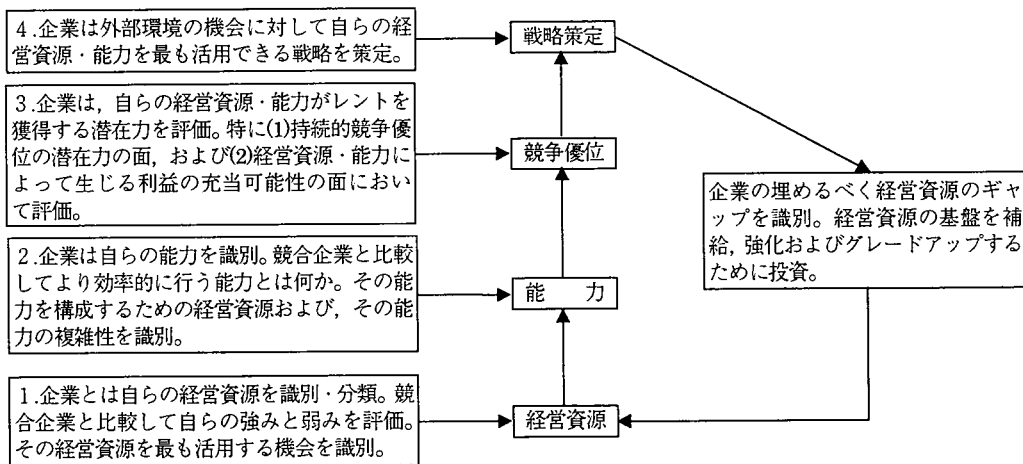 4.企業は外部環境の機会に対して自らの経
営資源・能力を最も活用できる戦略を策定。
戦略策定
3.企業は，自らの経営資源・能力がレントを
獲得する潜在力を評価。特に(1)持続的競争優
位の潜在力の面，および(2)経営資源・能力に
よって生じる利益の充当可能性の面におい
て評価。
競争優位
企業の埋めるべく経営資源のギャ
ップを識別。経営資源の基盤を補
給，強化およびグレードアップする
ために投資。
2.企業は自らの能力を識別。競合企業と比較
してより効率的に行う能力とは何か。その能
力を構成するための経営資源および，その能
力の複雑性を識別。
能　力
1.企業とは自らの経営資源を識別・分類。競
合企業と比較して自らの強みと弱みを評価。
その経営資源を最も活用する機会を識別。
経営資源